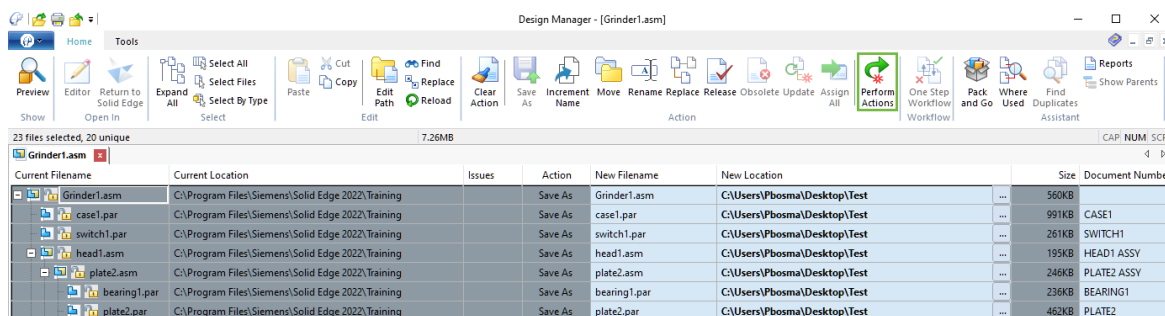 Design Manager - [Grinder1.asm]
Home Tools
Preview Editor Return to Solid Edge Expand All Select All Select Files Select By Type Paste Cut Copy Edit Path Find Replace Reload Clear Action Save As Increment Name Move Rename Replace Release Obsolete Update Assign All Perform Actions One Step Workflow Pack and Go Where Used Find Duplicates Reports Show Parents
Show Open In Select Edit Action Workflow Assistant
23 files selected, 20 unique 7.26MB CAP NUM SCR
Grinder1.asm
Current Filename Current Location Issues Action New Filename New Location Size Document Numbe
Grinder1.asm C:\Program Files\Siemens\Solid Edge 2022\Training Save As Grinder1.asm C:\Users\Pbosma\Desktop\Test ... 560KB
case1.par C:\Program Files\Siemens\Solid Edge 2022\Training Save As case1.par C:\Users\Pbosma\Desktop\Test ... 991KB CASE1
switch1.par C:\Program Files\Siemens\Solid Edge 2022\Training Save As switch1.par C:\Users\Pbosma\Desktop\Test ... 261KB SWITCH1
head1.asm C:\Program Files\Siemens\Solid Edge 2022\Training Save As head1.asm C:\Users\Pbosma\Desktop\Test ... 195KB HEAD1 ASSY
plate2.asm C:\Program Files\Siemens\Solid Edge 2022\Training Save As plate2.asm C:\Users\Pbosma\Desktop\Test ... 246KB PLATE2 ASSY
bearing1.par C:\Program Files\Siemens\Solid Edge 2022\Training Save As bearing1.par C:\Users\Pbosma\Desktop\Test ... 236KB BEARING1
plate2.par C:\Program Files\Siemens\Solid Edge 2022\Training Save As plate2.par C:\Users\Pbosma\Desktop\Test ... 462KB PLATE2